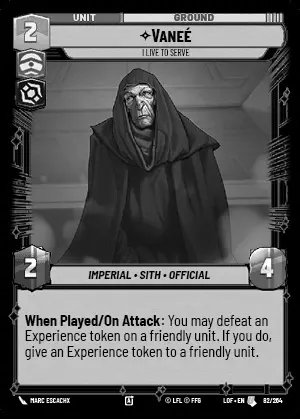 UNIT GROUND
2
✧VANEÉ
I LIVE TO SERVE
2
IMPERIAL • SITH • OFFICIAL
4
When Played/On Attack: You may defeat an
Experience token on a friendly unit. If you do,
give an Experience token to a friendly unit.
MARC ESCACHX A © LFL © FFG LOF • EN 82/264